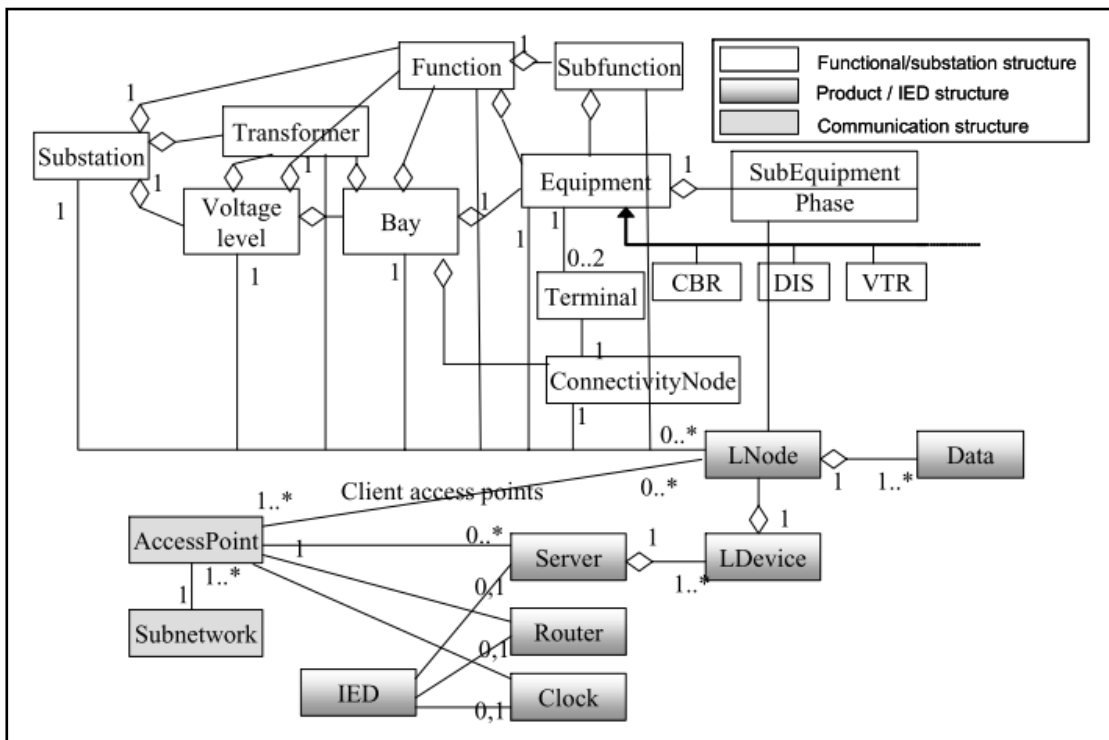 1
Function
Subfunction
Functional/substation structure
Product / IED structure
Communication structure
1
Substation
Transformer
1
1
1
Voltage
level
Bay
1
Equipment
1
SubEquipment
Phase
1
1
1
1
1
0..2
CBR
DIS
VTR
Terminal
1
ConnectivityNode
1
0..*
LNode
1
1..*
Data
Client access points
0..*
1..*
AccessPoint
1
0..*
Server
1
1..*
1
LDevice
1..*
1
Subnetwork
0,1
Router
0,1
IED
0,1
Clock